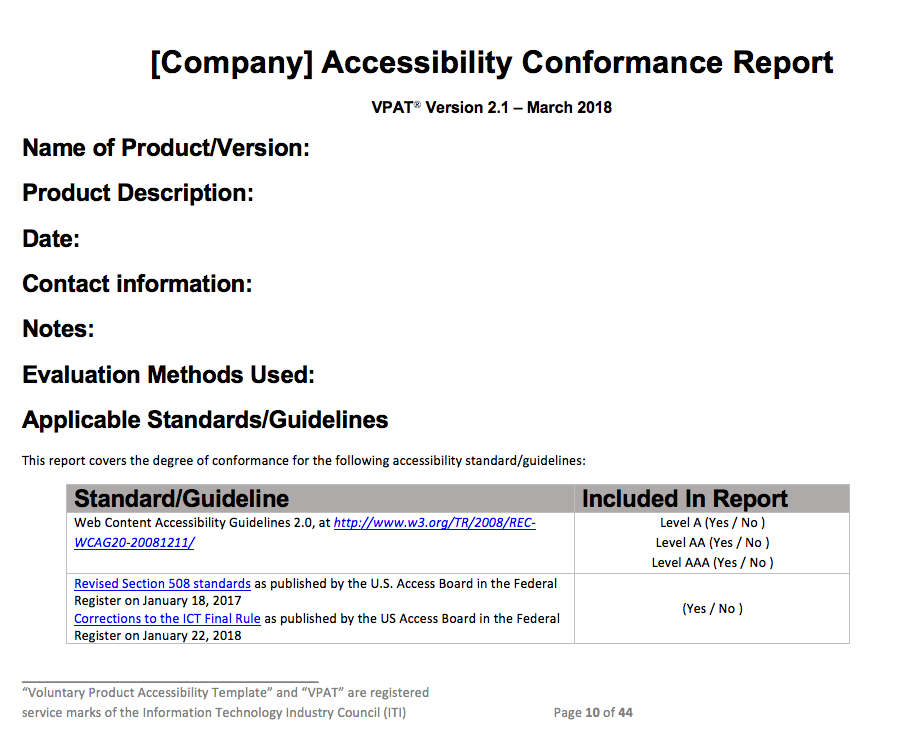 [Company] Accessibility Conformance Report
VPAT® Version 2.1 – March 2018
Name of Product/Version:
Product Description:
Date:
Contact information:
Notes:
Evaluation Methods Used:
Applicable Standards/Guidelines
This report covers the degree of conformance for the following accessibility standard/guidelines:
Standard/Guideline
Included In Report
Web Content Accessibility Guidelines 2.0, at http://www.w3.org/TR/2008/REC-
WCAG20-20081211/
Level A (Yes / No )
Level AA (Yes / No )
Level AAA (Yes / No )
Revised Section 508 standards as published by the U.S. Access Board in the Federal
Register on January 18, 2017
Corrections to the ICT Final Rule as published by the US Access Board in the Federal
Register on January 22, 2018
(Yes / No )
“Voluntary Product Accessibility Template” and “VPAT” are registered
service marks of the Information Technology Industry Council (ITI)
Page 10 of 44